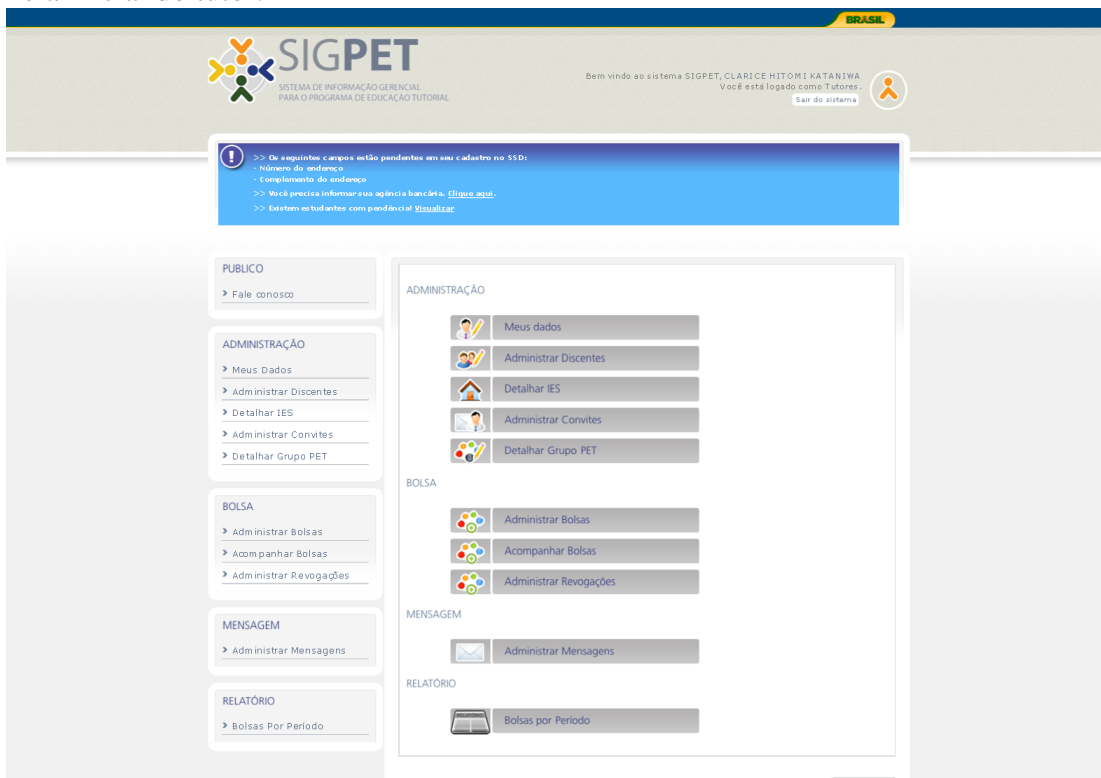 BRASIL
SIGPET
SISTEMA DE INFORMAÇÃO GERENCIAL
PARA O PROGRAMA DE EDUCAÇÃO TUTORIAL
Bem vindo ao sistema SIGPET, CLARICE HITOMI KATANIWA
Você está logado como Tutores.
Sair do sistema
>> Os seguintes campos estão pendentes em seu cadastro no SSD:
- Número do endereço
- Complemento do endereço
>> Você precisa informar sua agência bancária. Clique aqui.
>> Existem estudantes com pendência! Visualizar
PUBLICO
Fale conosco
ADMINISTRAÇÃO
Meus Dados
Administrar Discentes
Detalhar IES
Administrar Convites
Detalhar Grupo PET
BOLSA
Administrar Bolsas
Acompanhar Bolsas
Administrar Revogações
MENSAGEM
Administrar Mensagens
RELATÓRIO
Bolsas Por Período
ADMINISTRAÇÃO
Meus dados
Administrar Discentes
Detalhar IES
Administrar Convites
Detalhar Grupo PET
BOLSA
Administrar Bolsas
Acompanhar Bolsas
Administrar Revogações
MENSAGEM
Administrar Mensagens
RELATÓRIO
RELATÓRIO
Bolsas por Periodo